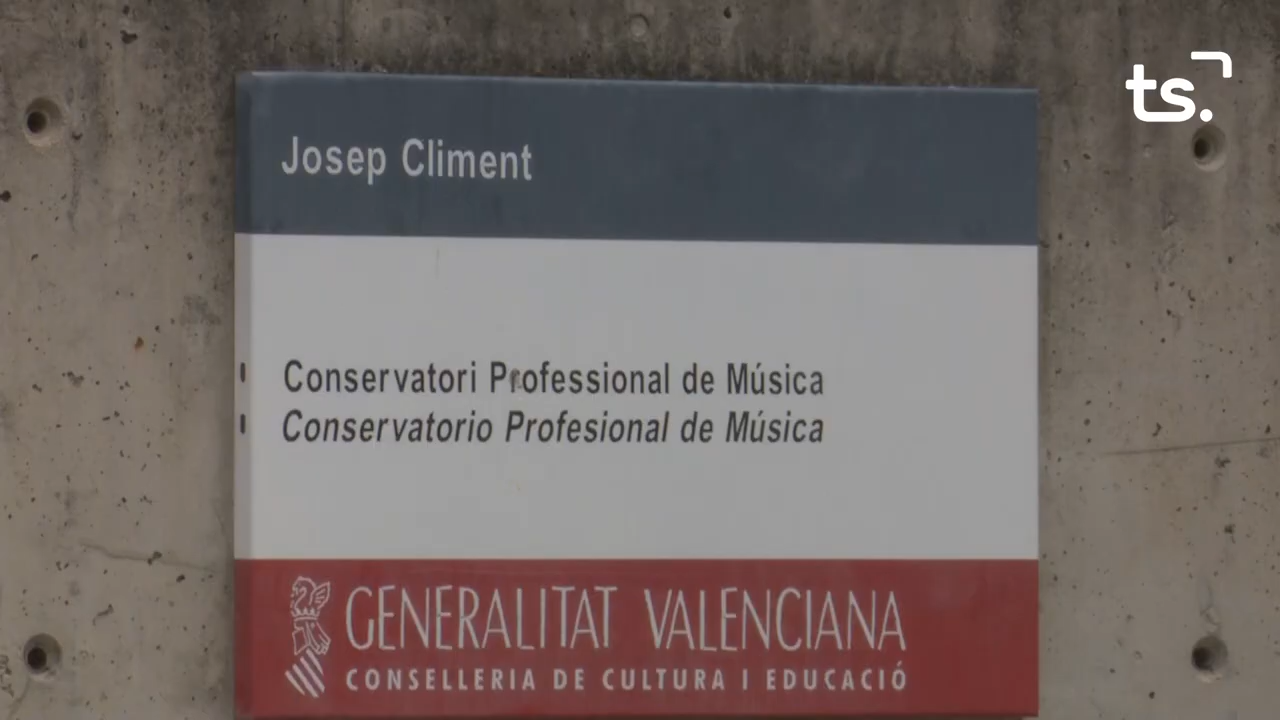 ts.
Josep Climent
Conservatori Professional de Música
Conservatorio Profesional de Música
GENERALITAT VALENCIANA
CONSELLERIA DE CULTURA I EDUCACIÓ